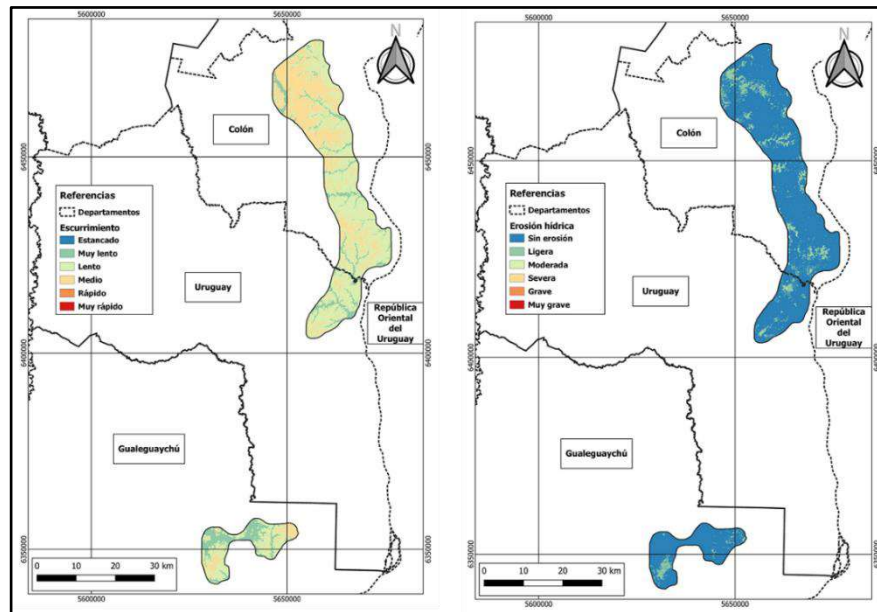 5600000
5650000
N
Colón
6450000
Referencias
Departamentos
Escurrimiento
Estancado
Muy lento
Lento
Medio
Rápido
Muy rápido
Uruguay
República
Oriental
del
Uruguay
6400000
Gualeguaychú
6350000
0 10 20 30 km
5600000
5650000
5600000
5650000
N
Colón
6450000
Referencias
Departamentos
Erosión hídrica
Sin erosión
Ligera
Moderada
Severa
Grave
Muy grave
Uruguay
República
Oriental
del
Uruguay
6400000
Gualeguaychú
6350000
0 10 20 30 km
5600000
5650000